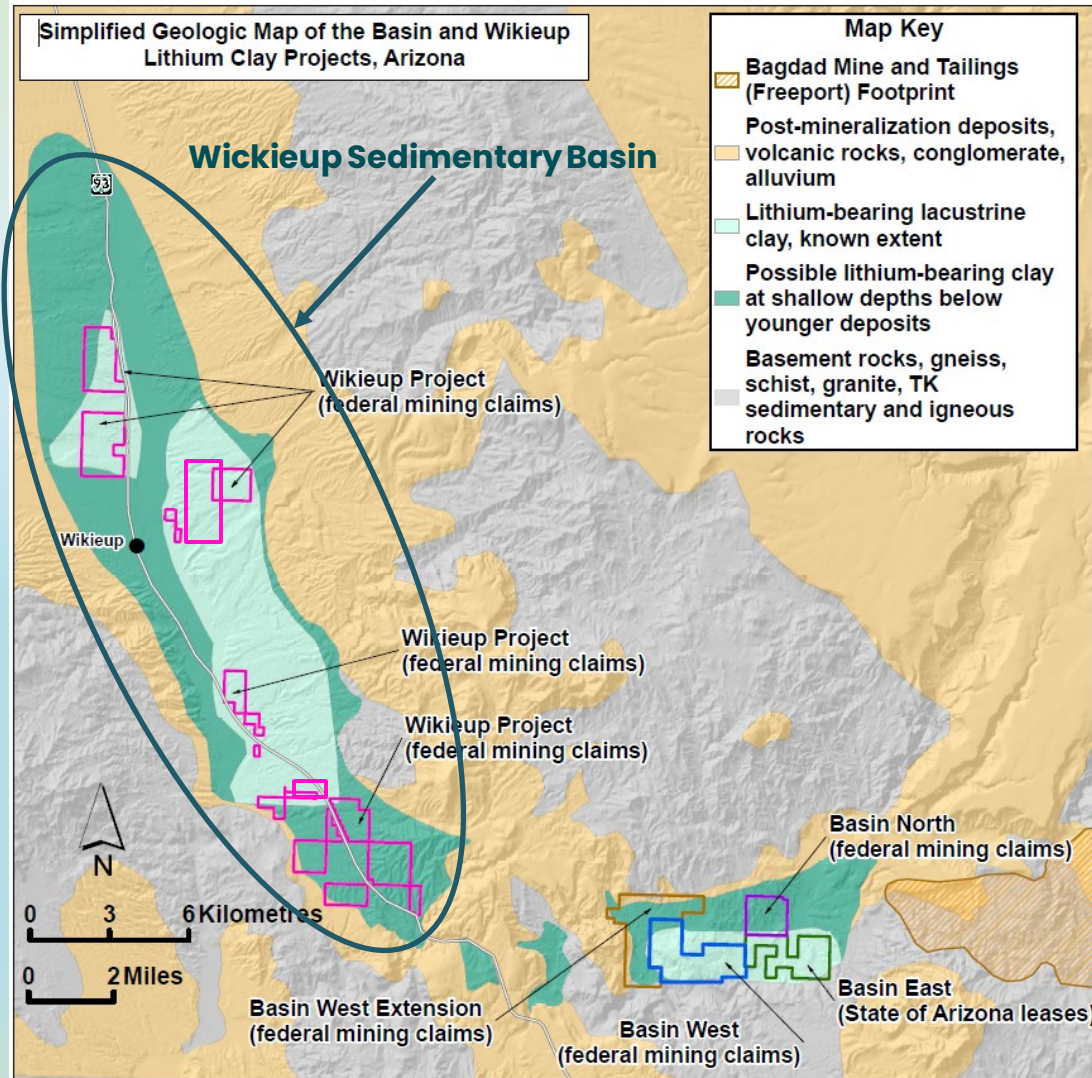 Simplified Geologic Map of the Basin and Wikieup
Lithium Clay Projects, Arizona
Map Key
Bagdad Mine and Tailings
(Freeport) Footprint
Post-mineralization deposits,
volcanic rocks, conglomerate,
alluvium
Lithium-bearing lacustrine
clay, known extent
Possible lithium-bearing clay
at shallow depths below
younger deposits
Basement rocks, gneiss,
schist, granite, TK
sedimentary and igneous
rocks
Wickieup Sedimentary Basin
93
Wikieup Project
(federal mining claims)
Wikieup
Wikieup Project
(federal mining claims)
Wikieup Project
(federal mining claims)
N
0 3 6 Kilometres
0 2 Miles
Basin North
(federal mining claims)
Basin East
(State of Arizona leases)
Basin West Extension
(federal mining claims)
Basin West
(federal mining claims)